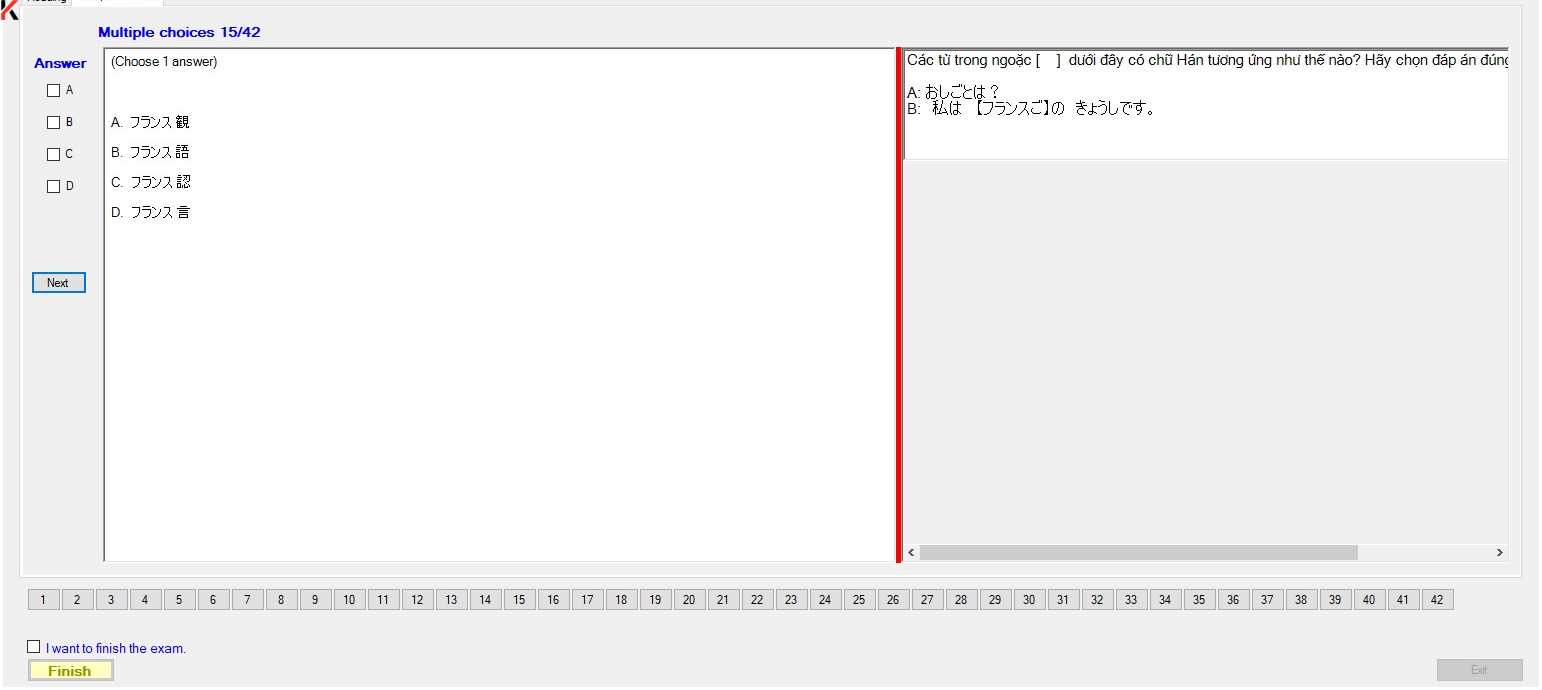 Multiple choices 15/42
Answer
A
B
C
D
Next
(Choose 1 answer)
A. フランス 観
B. フランス 語
C. フランス 認
D. フランス 言
Các từ trong ngoặc [ ] dưới đây có chữ Hán tương ứng như thế nào? Hãy chọn đáp án đúng
A: おしごとは？
B: 私は 【フランスご】の きょうしです。
1 2 3 4 5 6 7 8 9 10 11 12 13 14 15 16 17 18 19 20 21 22 23 24 25 26 27 28 29 30 31 32 33 34 35 36 37 38 39 40 41 42
I want to finish the exam.
Finish
Exit